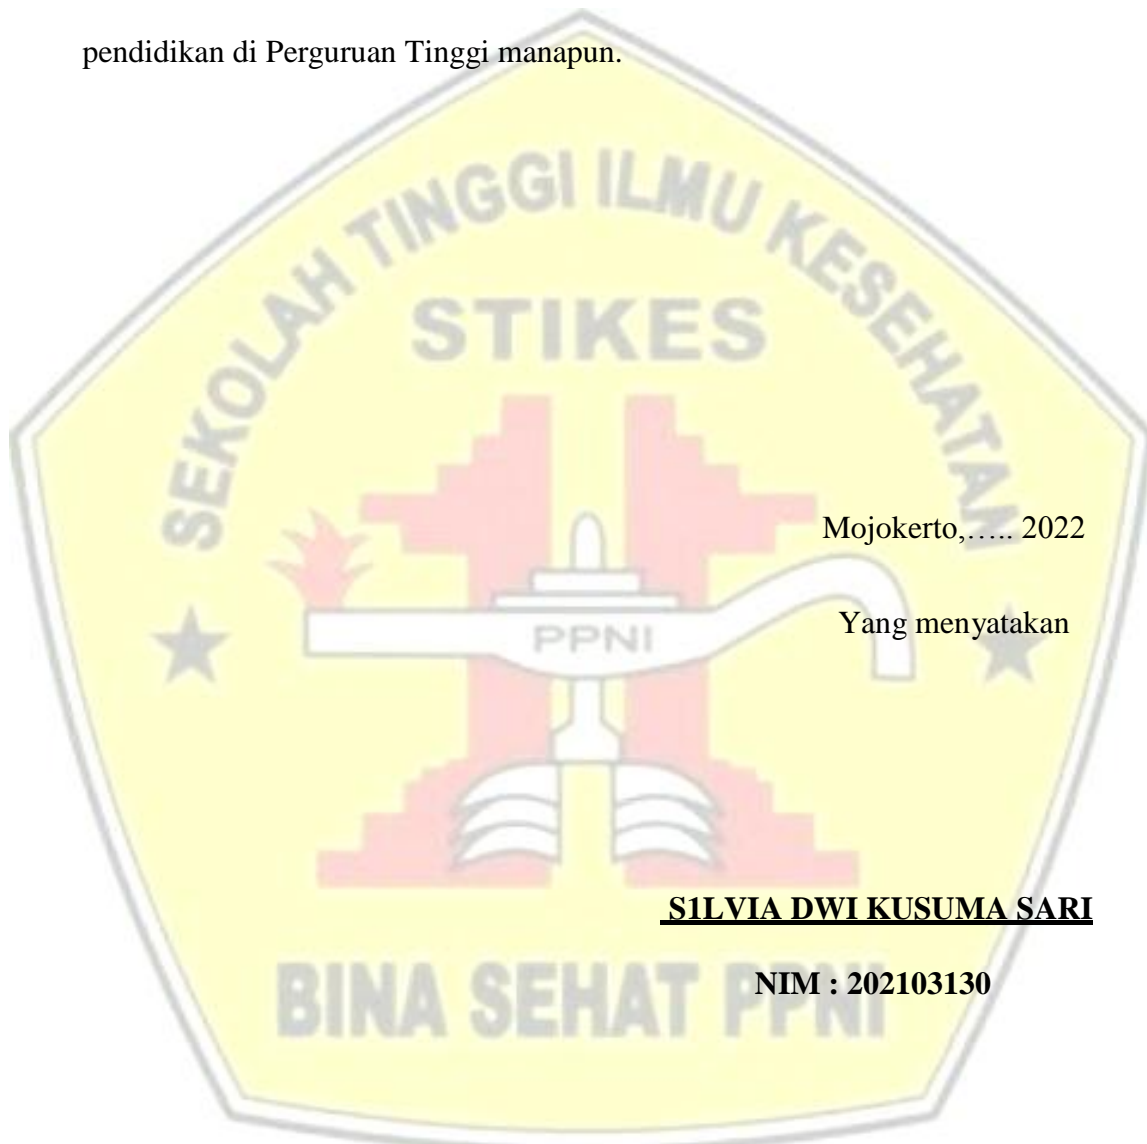 pendidikan di Perguruan Tinggi manapun.
SEKOLAH TINGGI ILMU KESEHATAN
STIKES
Mojokerto,….. 2022
Yang menyatakan
PPNI
S1LVIA DWI KUSUMA SARI
NIM : 202103130
BINA SEHAT PPNI